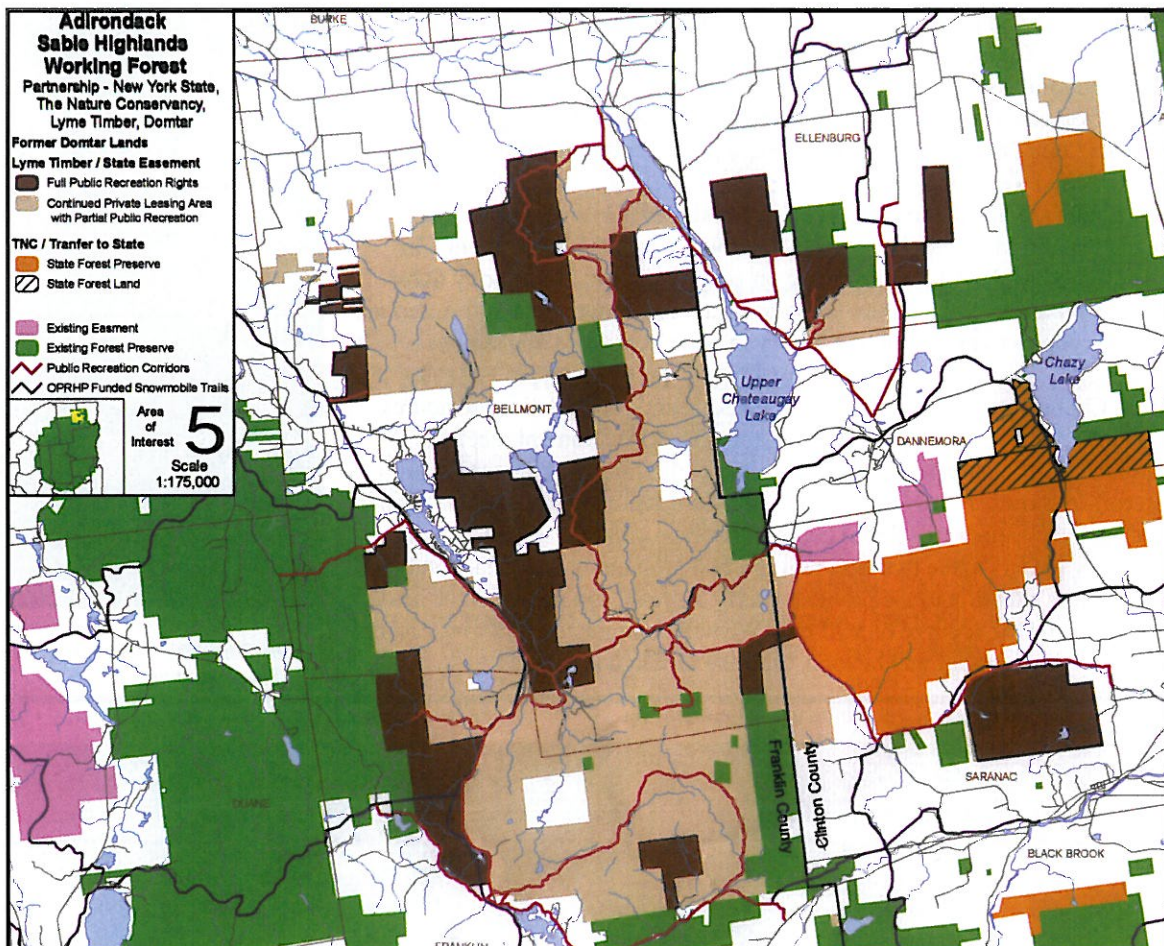 Adirondack
Sable Highlands
Working Forest
Partnership - New York State,
The Nature Conservancy,
Lyme Timber, Domtar
Former Domtar Lands
Lyme Timber / State Easement
Full Public Recreation Rights
Continued Private Leasing Area
with Partial Public Recreation
TNC / Tranfer to State
State Forest Preserve
State Forest Land
Existing Easment
Existing Forest Preserve
Public Recreation Corridors
OPRHP Funded Snowmobile Trails
Area
of
Interest
5
Scale
1:175,000
BURKE
ELLENBURG
Upper
Chateaugay
Lake
Chazy
Lake
BELLMONT
DANNEMORA
Franklin County
Clinton County
DUANE
SARANAC
BLACK BROOK
FRANKLIN